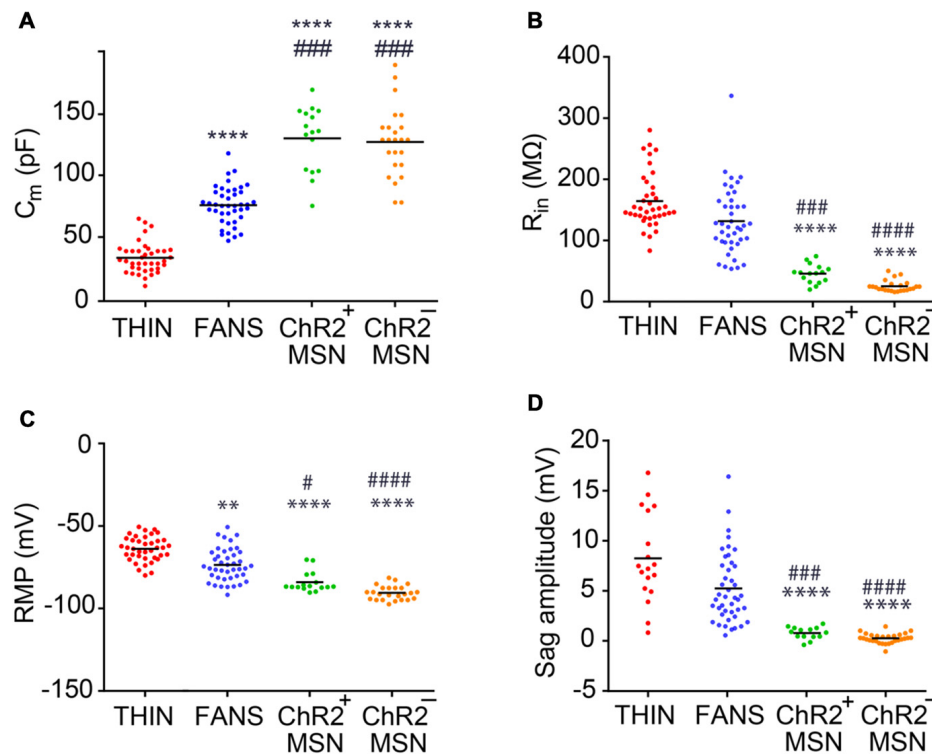 A
Cm (pF)
150
100
50
0
****
****
###
****
###
THIN
FANS
ChR2+
MSN
ChR2−
MSN
B
Rin (MΩ)
400
300
200
100
0
###
****
####
****
THIN
FANS
ChR2+
MSN
ChR2−
MSN
C
RMP (mV)
0
-50
-100
-150
**
#
****
####
****
THIN
FANS
ChR2+
MSN
ChR2−
MSN
D
Sag amplitude (mV)
20
15
10
5
0
-5
###
****
####
****
THIN
FANS
ChR2+
MSN
ChR2−
MSN